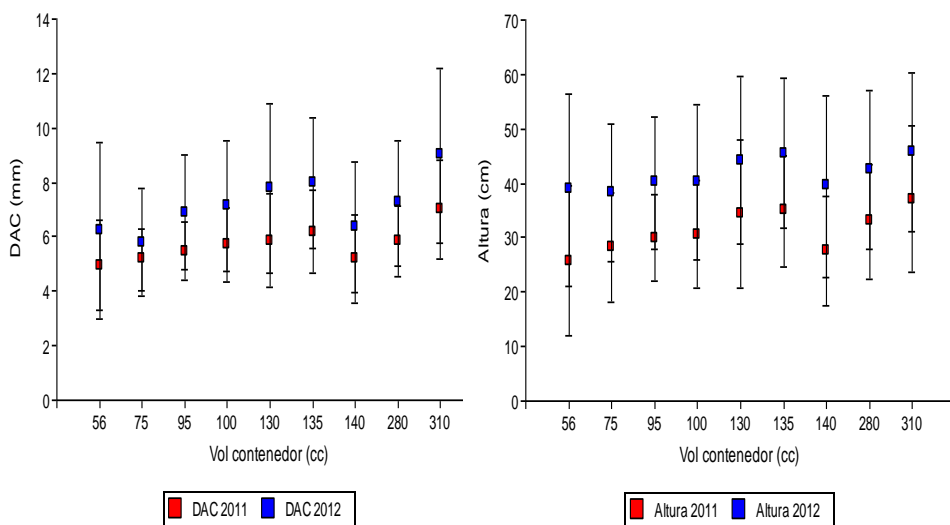 14
12
10
8
6
4
2
0
DAC (mm)
56 75 95 100 130 135 140 280 310
Vol contenedor (cc)
DAC 2011 DAC 2012
70
60
50
40
30
20
10
0
Altura (cm)
56 75 95 100 130 135 140 280 310
Vol contenedor (cc)
Altura 2011 Altura 2012